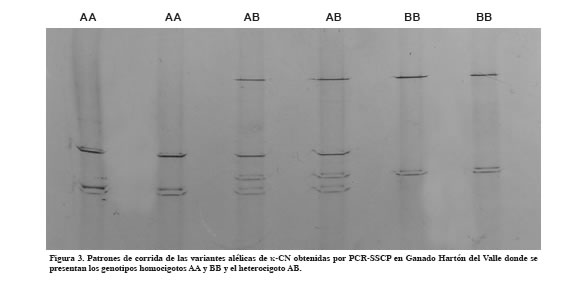 AA AA AB AB BB BB
Figura 3. Patrones de corrida de las variantes alélicas de κ-CN obtenidas por PCR-SSCP en Ganado Hartón del Valle donde se
presentan los genotipos homocigotos AA y BB y el heterocigoto AB.